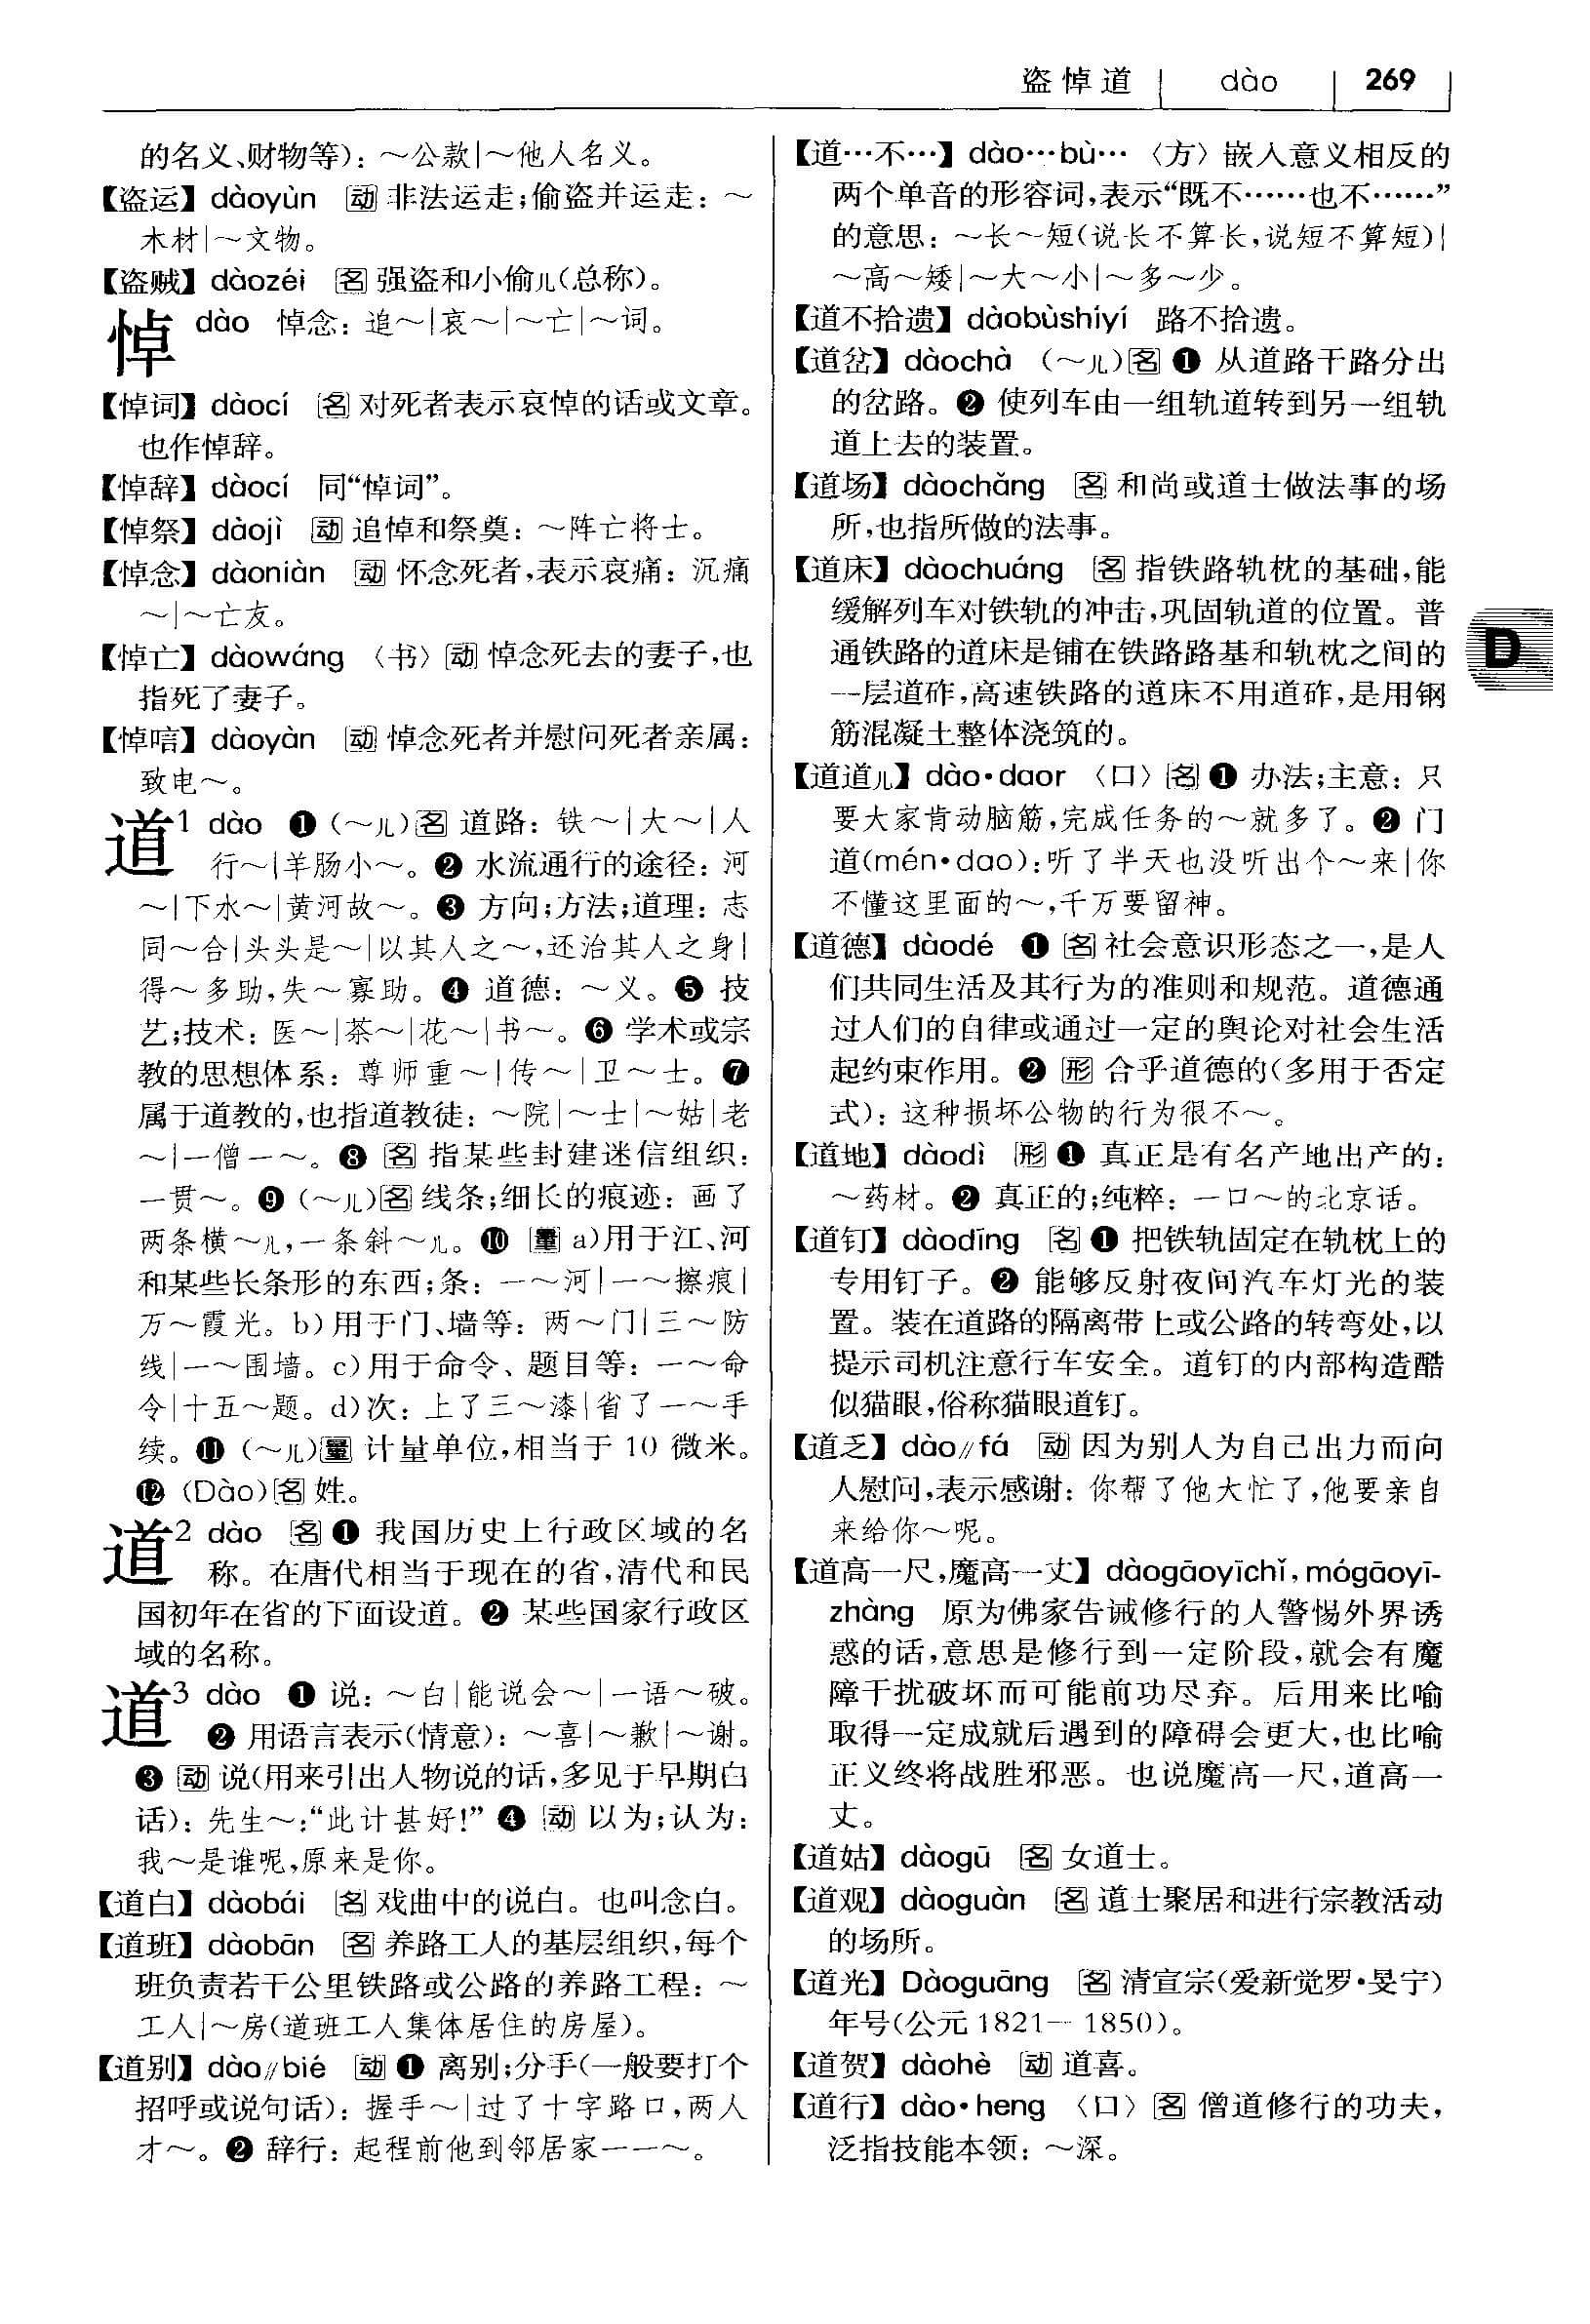 盗悼道 dào 269
的名义、财物等)：～公款|～他人名义。
【盗运】dàoyùn 动 非法运走;偷盗并运走：～
木材|～文物。
【盗贼】dàozéi 名 强盗和小偷儿(总称)。
悼 dào 悼念：追～|哀～|～亡|～词。
【悼词】dàocí 名 对死者表示哀悼的话或文章。
也作悼辞。
【悼辞】dàocí 同“悼词”。
【悼祭】dàojì 动 追悼和祭奠：～阵亡将士。
【悼念】dàoniàn 动 怀念死者,表示哀痛：沉痛
～|～亡友。
【悼亡】dàowáng 〈书〉动 悼念死去的妻子,也
指死了妻子。
【悼唁】dàoyàn 动 悼念死者并慰问死者亲属：
致电～。
道1 dào ❶(～儿)名 道路：铁～|大～|人
行～|羊肠小～。❷ 水流通行的途径：河
～|下水～|黄河故～。❸ 方向;方法;道理：志
同～合|头头是～|以其人之～,还治其人之身|
得～多助,失～寡助。❹ 道德：～义。❺ 技
艺;技术：医～|茶～|花～|书～。❻ 学术或宗
教的思想体系：尊师重～|传～|卫～士。❼
属于道教的,也指道教徒：～院|～士|～姑|老
～|一僧一～。❽ 名 指某些封建迷信组织：
一贯～。❾(～儿)名 线条;细长的痕迹：画了
两条横～儿,一条斜～儿。❿ 量 a)用于江、河
和某些长条形的东西;条：一～河|一～擦痕|
万～霞光。b)用于门、墙等：两～门|三～防
线|一～围墙。c)用于命令、题目等：一～命
令|十五～题。d)次：上了三～漆|省了一～手
续。⓫(～儿)量 计量单位,相当于10微米。
⓬(Dào)名 姓。
道2 dào 名❶ 我国历史上行政区域的名
称。在唐代相当于现在的省,清代和民
国初年在省的下面设道。❷ 某些国家行政区
域的名称。
道3 dào ❶ 说：～白|能说会～|一语～破。
❷ 用语言表示(情意)：～喜|～歉|～谢。
❸ 动 说(用来引出人物说的话,多见于早期白
话)：先生～:“此计甚好!” ❹ 动 以为;认为：
我～是谁呢,原来是你。
【道白】dàobái 名 戏曲中的说白。也叫念白。
【道班】dàobān 名 养路工人的基层组织,每个
班负责若干公里铁路或公路的养路工程：～
工人|～房(道班工人集体居住的房屋)。
【道别】dào//bié 动❶ 离别;分手(一般要打个
招呼或说句话)：握手～|过了十字路口,两人
才～。❷ 辞行：起程前他到邻居家一一～。
【道…不…】dào…bù… 〈方〉嵌入意义相反的
两个单音的形容词,表示“既不……也不……”
的意思：～长～短(说长不算长,说短不算短)|
～高～矮|～大～小|～多～少。
【道不拾遗】dàobùshíyí 路不拾遗。
【道岔】dàochà (～儿)名❶ 从道路干路分出
的岔路。❷ 使列车由一组轨道转到另一组轨
道上去的装置。
【道场】dàochǎng 名 和尚或道士做法事的场
所,也指所做的法事。
【道床】dàochuáng 名 指铁路轨枕的基础,能
缓解列车对铁轨的冲击,巩固轨道的位置。普
通铁路的道床是铺在铁路路基和轨枕之间的
一层道砟,高速铁路的道床不用道砟,是用钢
筋混凝土整体浇筑的。
D
【道道儿】dào·daor 〈口〉名❶ 办法;主意：只
要大家肯动脑筋,完成任务的～就多了。❷ 门
道(mén·dao)：听了半天也没听出个～来|你
不懂这里面的～,千万要留神。
【道德】dàodé ❶ 名 社会意识形态之一,是人
们共同生活及其行为的准则和规范。道德通
过人们的自律或通过一定的舆论对社会生活
起约束作用。❷ 形 合乎道德的(多用于否定
式)：这种损坏公物的行为很不～。
【道地】dàodì 形❶ 真正是有名产地出产的：
～药材。❷ 真正的;纯粹：一口～的北京话。
【道钉】dàodīng 名❶ 把铁轨固定在轨枕上的
专用钉子。❷ 能够反射夜间汽车灯光的装
置。装在道路的隔离带上或公路的转弯处,以
提示司机注意行车安全。道钉的内部构造酷
似猫眼,俗称猫眼道钉。
【道乏】dào//fá 动 因为别人为自己出力而向
人慰问,表示感谢：你帮了他大忙了,他要亲自
来给你～呢。
【道高一尺,魔高一丈】dàogāoyīchǐ,mógāoyī-
zhàng 原为佛家告诫修行的人警惕外界诱
惑的话,意思是修行到一定阶段,就会有魔
障干扰破坏而可能前功尽弃。后用来比喻
取得一定成就后遇到的障碍会更大,也比喻
正义终将战胜邪恶。也说魔高一尺,道高一
丈。
【道姑】dàogū 名 女道士。
【道观】dàoguàn 名 道士聚居和进行宗教活动
的场所。
【道光】Dàoguāng 名 清宣宗(爱新觉罗·旻宁)
年号(公元1821—1850)。
【道贺】dàohè 动 道喜。
【道行】dào·heng 〈口〉名 僧道修行的功夫,
泛指技能本领：～深。